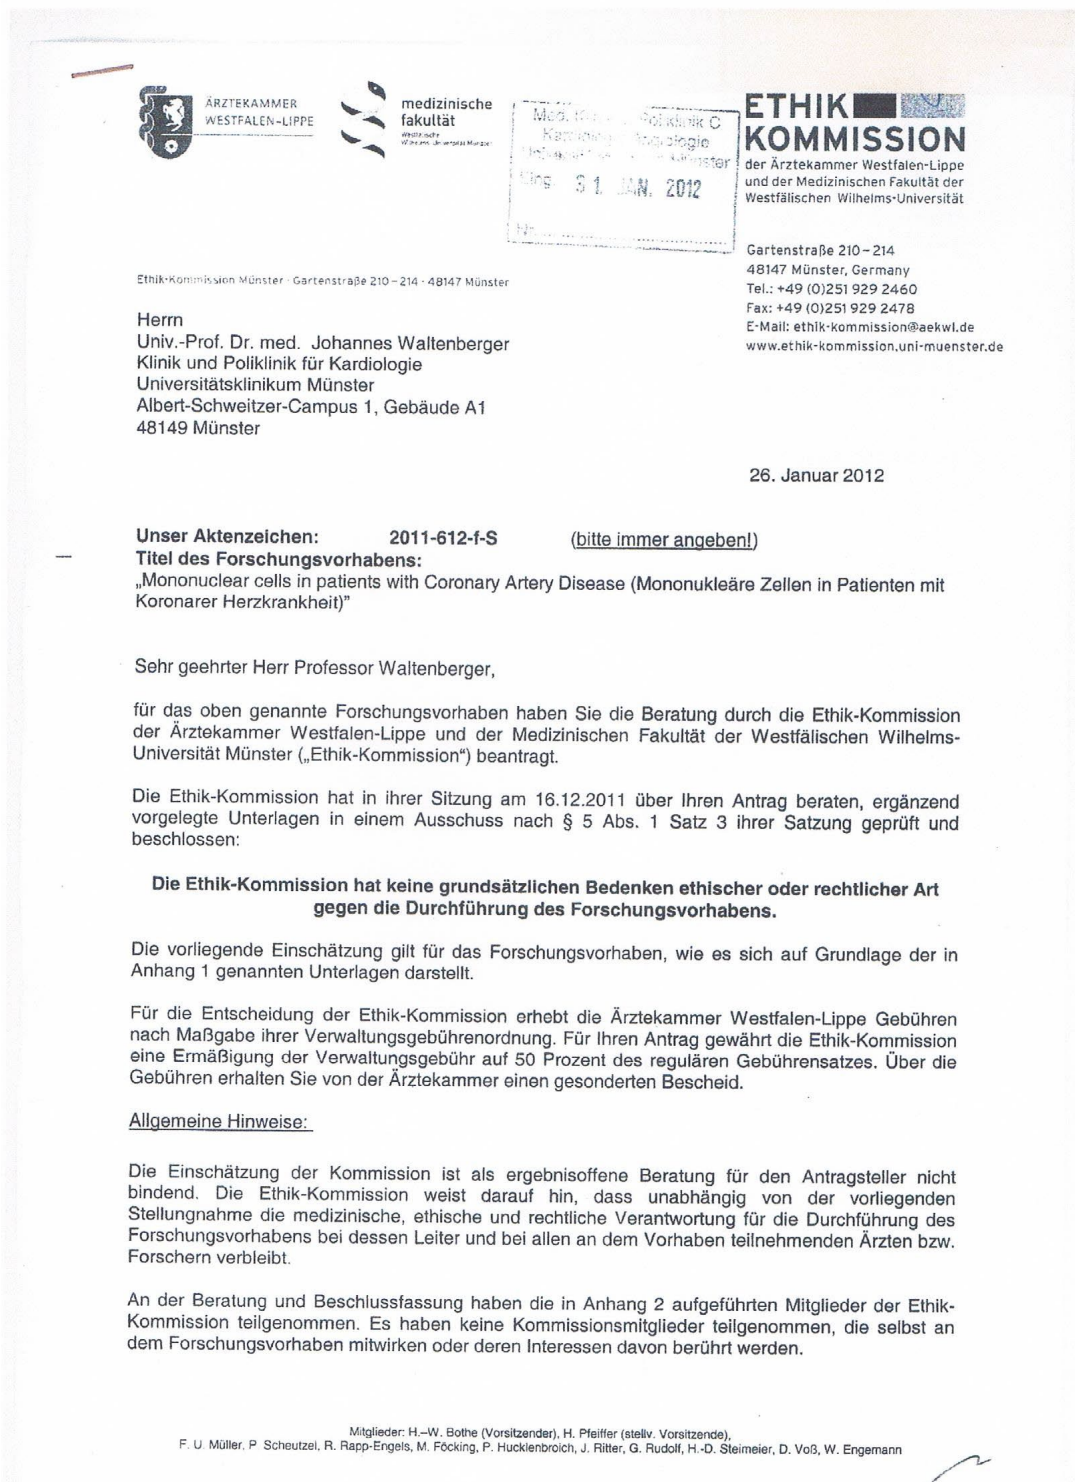 ÄRZTEKAMMER
WESTFALEN-LIPPE
medizinische
fakultät
Westfälische
Wilhelms-Universität Münster
Med.
Poliklinik C
31. JAN. 2012
ETHIK
KOMMISSION
der Ärztekammer Westfalen-Lippe
und der Medizinischen Fakultät der
Westfälischen Wilhelms-Universität
Gartenstraße 210 – 214
48147 Münster, Germany
Tel.: +49 (0)251 929 2460
Fax: +49 (0)251 929 2478
E-Mail: ethik-kommission@aekwl.de
www.ethik-kommission.uni-muenster.de
Ethik-Kommission Münster · Gartenstraße 210 – 214 · 48147 Münster
Herrn
Univ.-Prof. Dr. med. Johannes Waltenberger
Klinik und Poliklinik für Kardiologie
Universitätsklinikum Münster
Albert-Schweitzer-Campus 1, Gebäude A1
48149 Münster
26. Januar 2012
Unser Aktenzeichen: 2011-612-f-S (bitte immer angeben!)
Titel des Forschungsvorhabens:
„Mononuclear cells in patients with Coronary Artery Disease (Mononukleäre Zellen in Patienten mit
Koronarer Herzkrankheit)”
Sehr geehrter Herr Professor Waltenberger,
für das oben genannte Forschungsvorhaben haben Sie die Beratung durch die Ethik-Kommission
der Ärztekammer Westfalen-Lippe und der Medizinischen Fakultät der Westfälischen Wilhelms-
Universität Münster („Ethik-Kommission“) beantragt.
Die Ethik-Kommission hat in ihrer Sitzung am 16.12.2011 über Ihren Antrag beraten, ergänzend
vorgelegte Unterlagen in einem Ausschuss nach § 5 Abs. 1 Satz 3 ihrer Satzung geprüft und
beschlossen:
Die Ethik-Kommission hat keine grundsätzlichen Bedenken ethischer oder rechtlicher Art
gegen die Durchführung des Forschungsvorhabens.
Die vorliegende Einschätzung gilt für das Forschungsvorhaben, wie es sich auf Grundlage der in
Anhang 1 genannten Unterlagen darstellt.
Für die Entscheidung der Ethik-Kommission erhebt die Ärztekammer Westfalen-Lippe Gebühren
nach Maßgabe ihrer Verwaltungsgebührenordnung. Für Ihren Antrag gewährt die Ethik-Kommission
eine Ermäßigung der Verwaltungsgebühr auf 50 Prozent des regulären Gebührensatzes. Über die
Gebühren erhalten Sie von der Ärztekammer einen gesonderten Bescheid.
Allgemeine Hinweise:
Die Einschätzung der Kommission ist als ergebnisoffene Beratung für den Antragsteller nicht
bindend. Die Ethik-Kommission weist darauf hin, dass unabhängig von der vorliegenden
Stellungnahme die medizinische, ethische und rechtliche Verantwortung für die Durchführung des
Forschungsvorhabens bei dessen Leiter und bei allen an dem Vorhaben teilnehmenden Ärzten bzw.
Forschern verbleibt.
An der Beratung und Beschlussfassung haben die in Anhang 2 aufgeführten Mitglieder der Ethik-
Kommission teilgenommen. Es haben keine Kommissionsmitglieder teilgenommen, die selbst an
dem Forschungsvorhaben mitwirken oder deren Interessen davon berührt werden.
Mitglieder: H.–W. Bothe (Vorsitzender), H. Pfeiffer (stellv. Vorsitzende),
F. U. Müller, P. Scheutzel, R. Rapp-Engels, M. Föcking, P. Hucklenbroich, J. Ritter, G. Rudolf, H.-D. Steimeier, D. Voß, W. Engemann